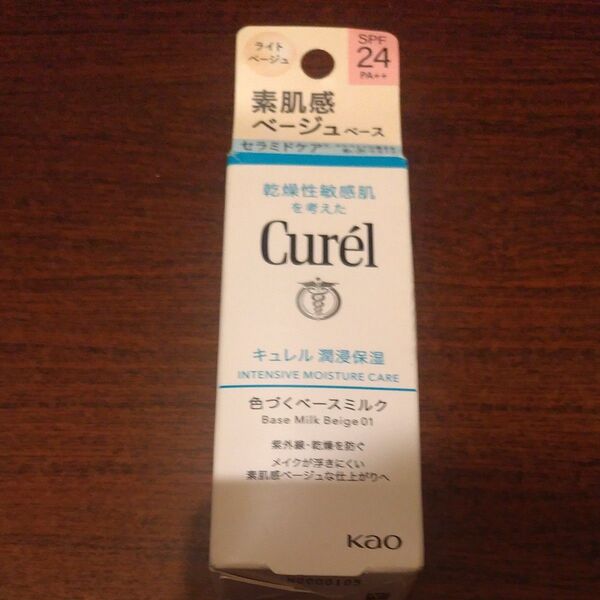 ライト
ベージュ
SPF
24
PA++
素肌感
ベージュベース
セラミドケア
乾燥性敏感肌
を考えた
Curél
キュレル 潤浸保湿
INTENSIVE MOISTURE CARE
色づくベースミルク
Base Milk Beige 01
紫外線・乾燥を防ぐ
メイクが浮きにくい
素肌感ベージュな仕上がりへ
Kao